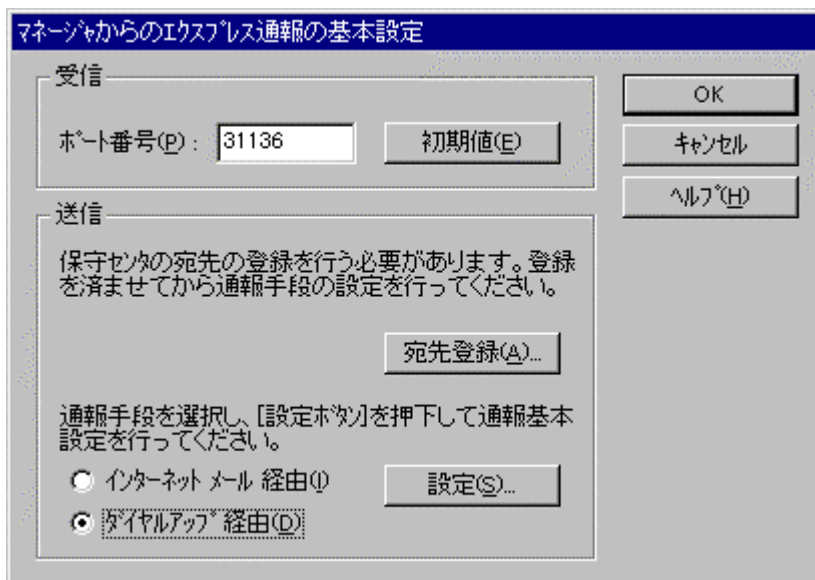 ﾏﾈｰｼﾞｬからのｴｸｽﾌﾟﾚｽ通報の基本設定
受信
ﾎﾟｰﾄ番号(P)：
31136
初期値(E)
OK
ｷｬﾝｾﾙ
ﾍﾙﾌﾟ(H)
送信
保守ｾﾝﾀの宛先の登録を行う必要があります。登録
を済ませてから通報手段の設定を行ってください。
宛先登録(A)...
通報手段を選択し、[設定ﾎﾞﾀﾝ]を押下して通報基本
設定を行ってください。
ｲﾝﾀｰﾈｯﾄ ﾒｰﾙ 経由(I)
設定(S)...
ﾀﾞｲﾔﾙｱｯﾌﾟ 経由(D)